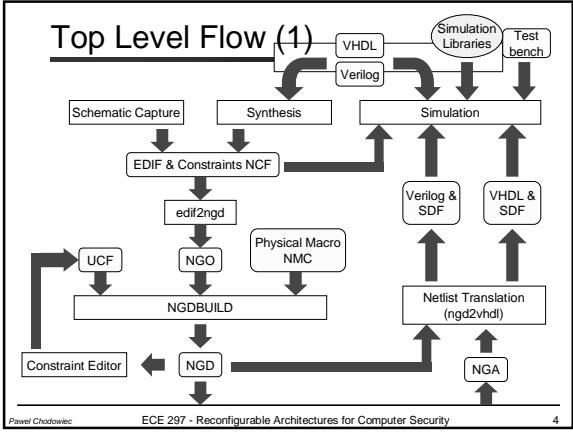 Top Level Flow (1)
VHDL
Verilog
Simulation
Libraries
Test
bench
Schematic Capture
Synthesis
Simulation
EDIF & Constraints NCF
edif2ngd
Verilog &
SDF
VHDL &
SDF
UCF
NGO
Physical Macro
NMC
NGDBUILD
Netlist Translation
(ngd2vhdl)
Constraint Editor
NGD
NGA
Pawel Chodowiec
ECE 297 - Reconfigurable Architectures for Computer Security
4